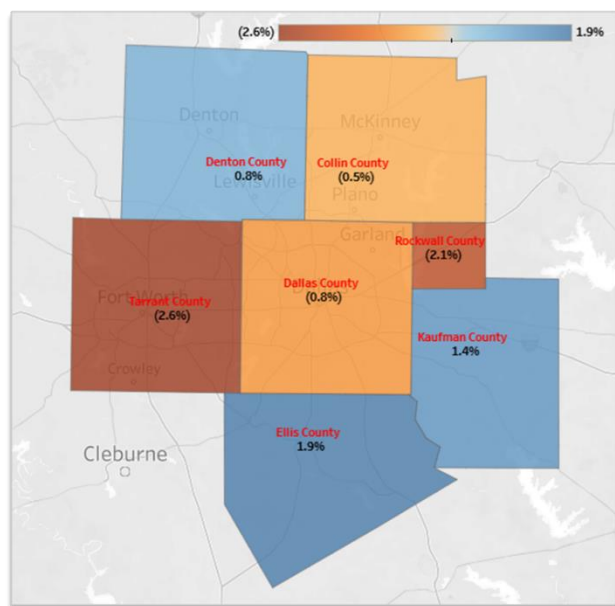 (2.6%)
1.9%
Denton
McKinney
Denton County
0.8%
Collin County
(0.5%)
Lewisville
Plano
Garland
Rockwall County
(2.1%)
Dallas County
(0.8%)
Fort Worth
Tarrant County
(2.6%)
Kaufman County
1.4%
Crowley
Ellis County
1.9%
Cleburne